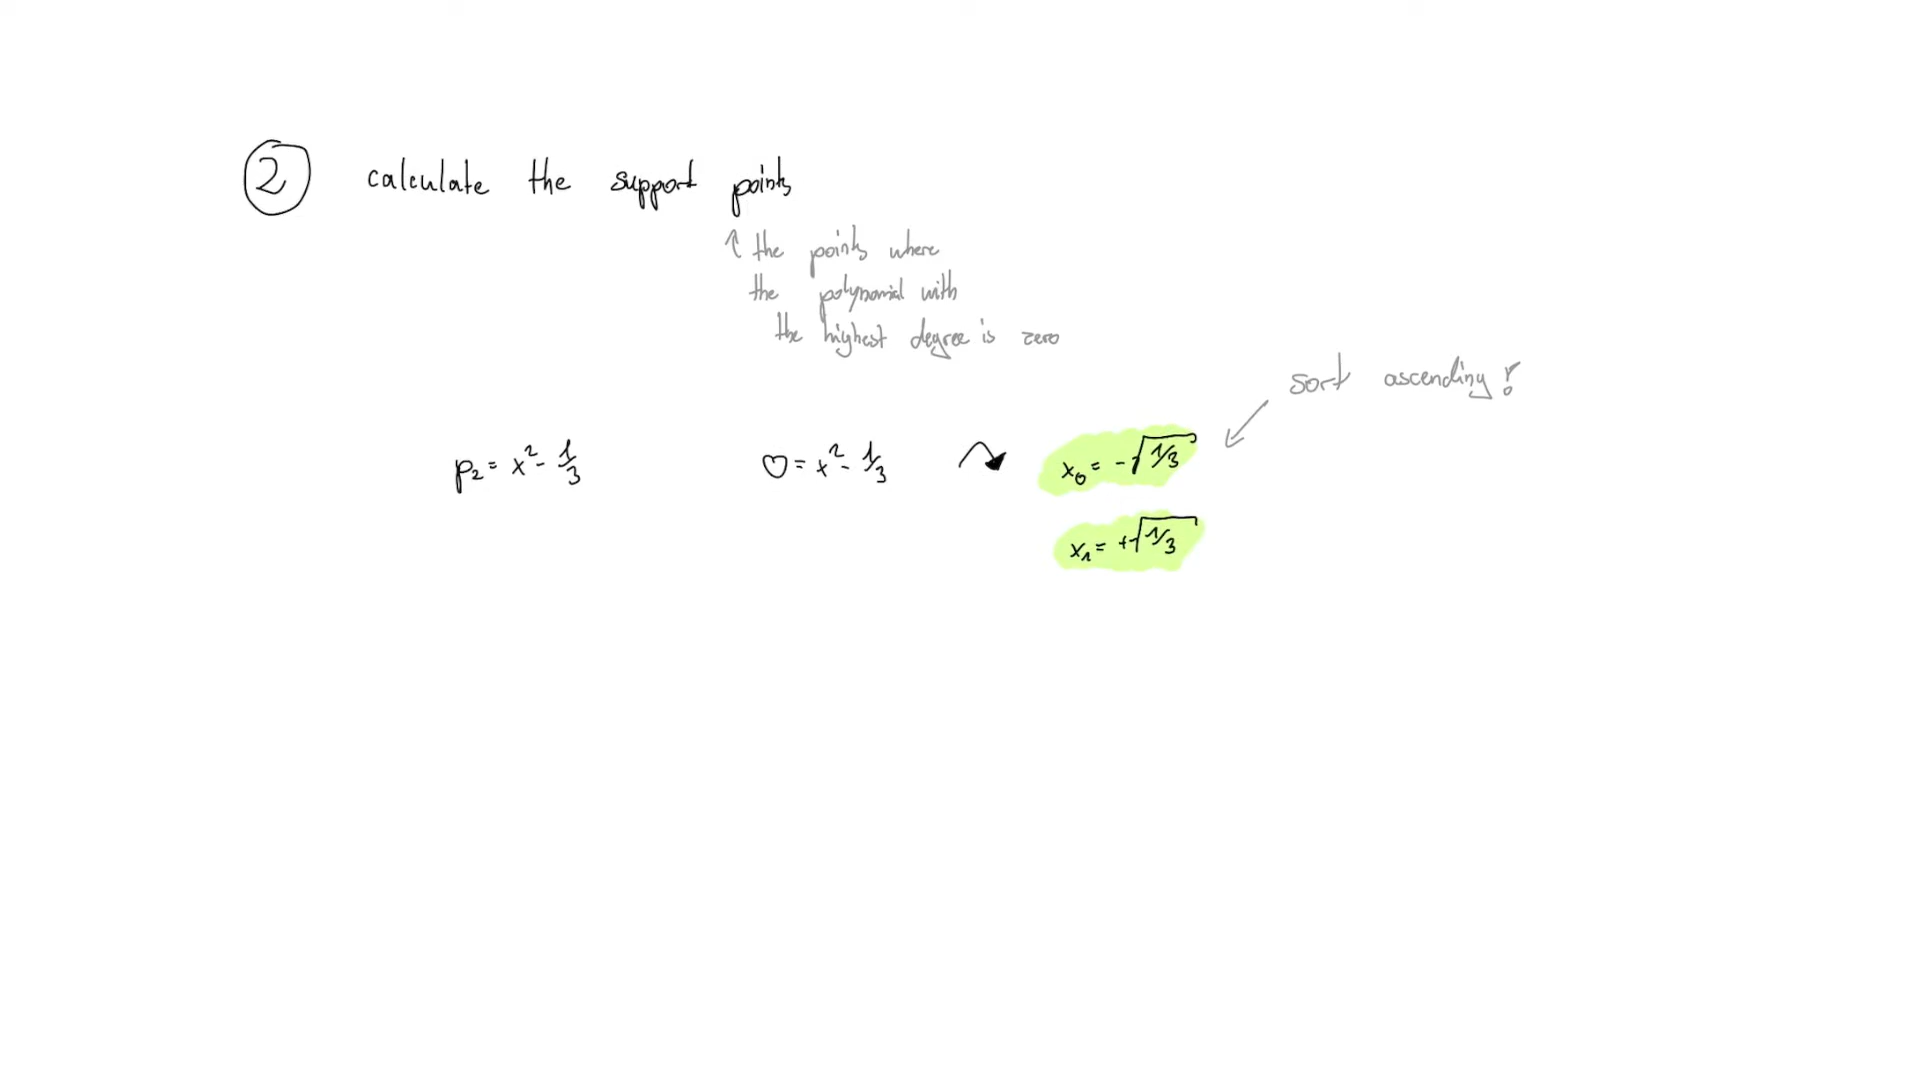 ② calculate the support points
↑ the points where
the polynomial with
the highest degree is zero
sort ascending!
p₂ = x² - 1/3
0 = x² - 1/3
x₀ = -√1/3
x₁ = +√1/3